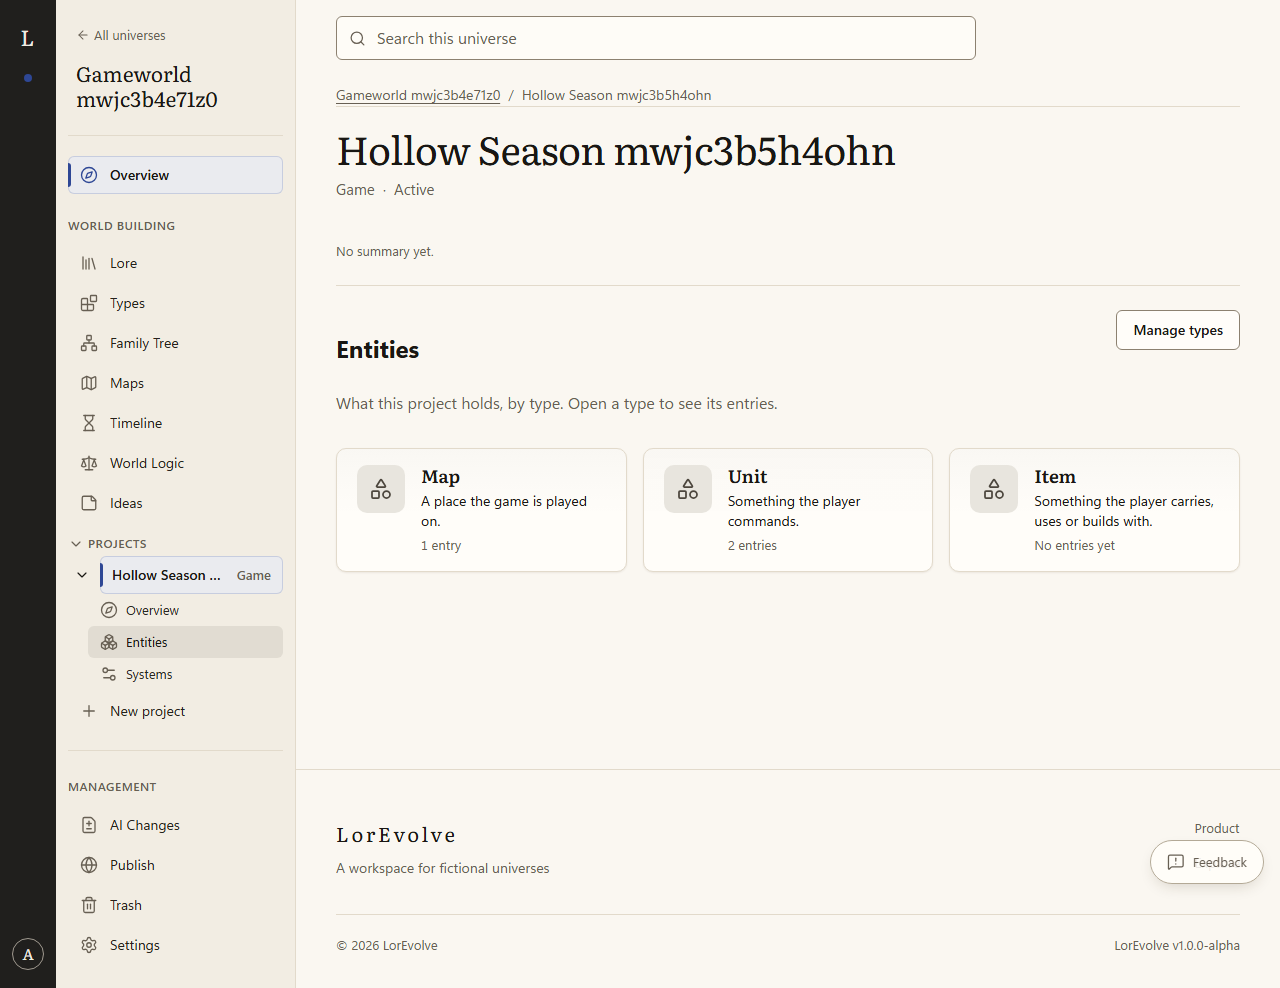 L
← All universes
Gameworld
mwjc3b4e71z0
Overview
WORLD BUILDING
Lore
Types
Family Tree
Maps
Timeline
World Logic
Ideas
PROJECTS
Hollow Season ... Game
Overview
Entities
Systems
New project
MANAGEMENT
AI Changes
Publish
Trash
Settings
A
Search this universe
Gameworld mwjc3b4e71z0 / Hollow Season mwjc3b5h4ohn
Hollow Season mwjc3b5h4ohn
Game · Active
No summary yet.
Entities
Manage types
What this project holds, by type. Open a type to see its entries.
Map
A place the game is played
on.
1 entry
Unit
Something the player
commands.
2 entries
Item
Something the player carries,
uses or builds with.
No entries yet
LorEvolve
A workspace for fictional universes
Product
Feedback
© 2026 LorEvolve
LorEvolve v1.0.0-alpha